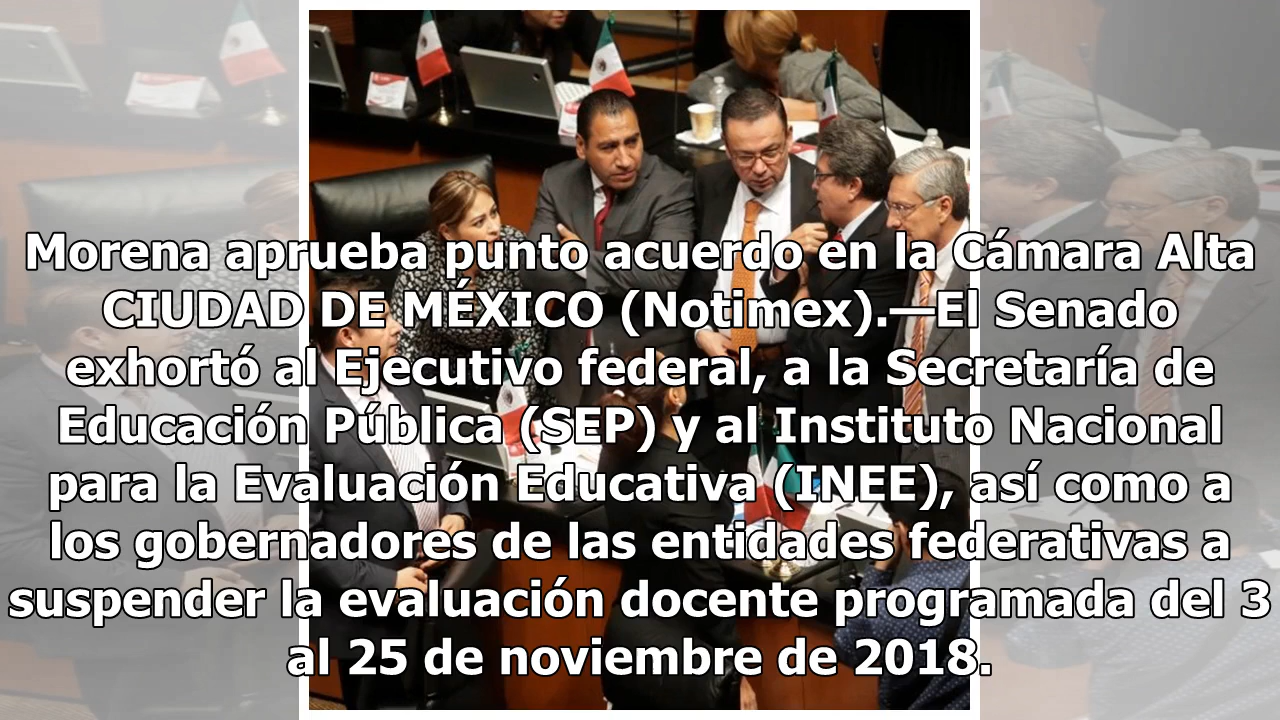 Morena aprueba punto acuerdo en la Cámara Alta
CIUDAD DE MÉXICO (Notimex).—El Senado
exhortó al Ejecutivo federal, a la Secretaría de
Educación Pública (SEP) y al Instituto Nacional
para la Evaluación Educativa (INEE), así como a
los gobernadores de las entidades federativas a
suspender la evaluación docente programada del 3
al 25 de noviembre de 2018.